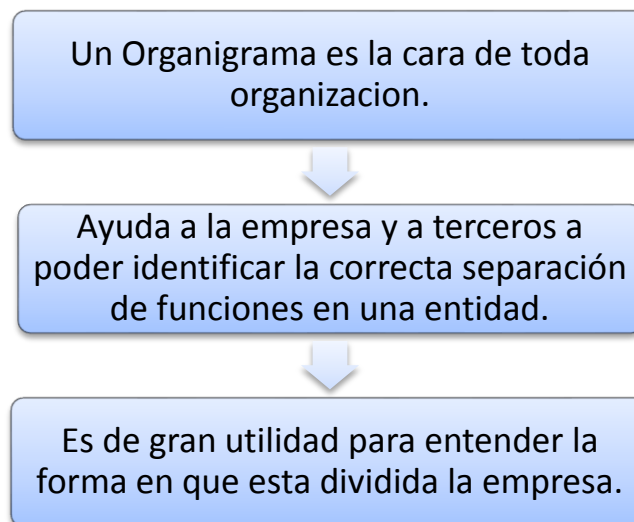 Un Organigrama es la cara de toda
organizacion.
Ayuda a la empresa y a terceros a
poder identificar la correcta separación
de funciones en una entidad.
Es de gran utilidad para entender la
forma en que esta dividida la empresa.